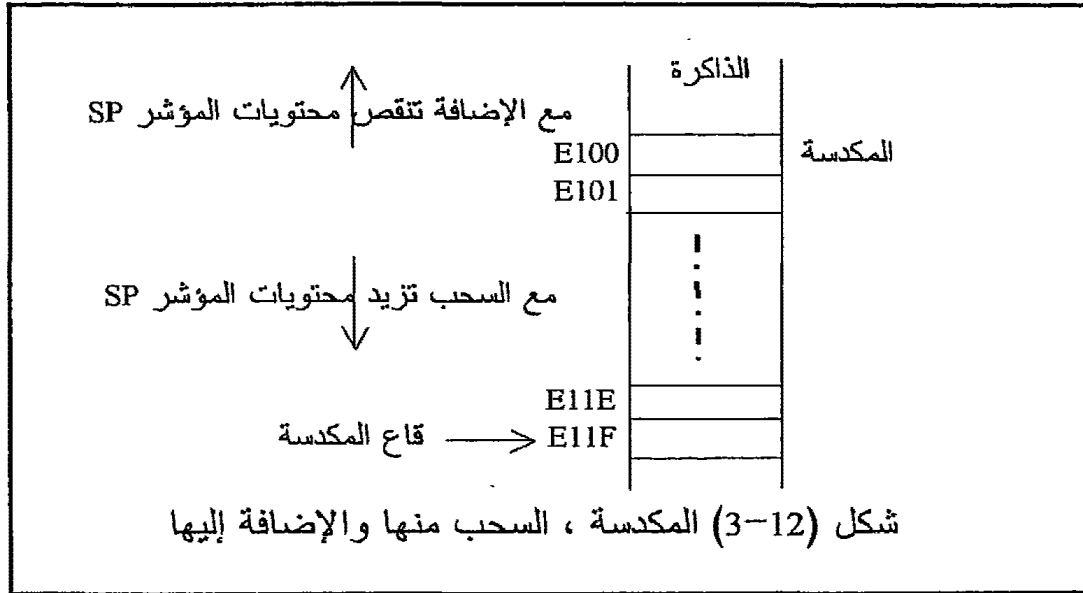 الذاكرة
مع الإضافة تنقص محتويات المؤشر SP
E100
المكدسة
E101
مع السحب تزيد محتويات المؤشر SP
E11E
قاع المكدسة
E11F
شكل (3-12) المكدسة ، السحب منها والإضافة إليها